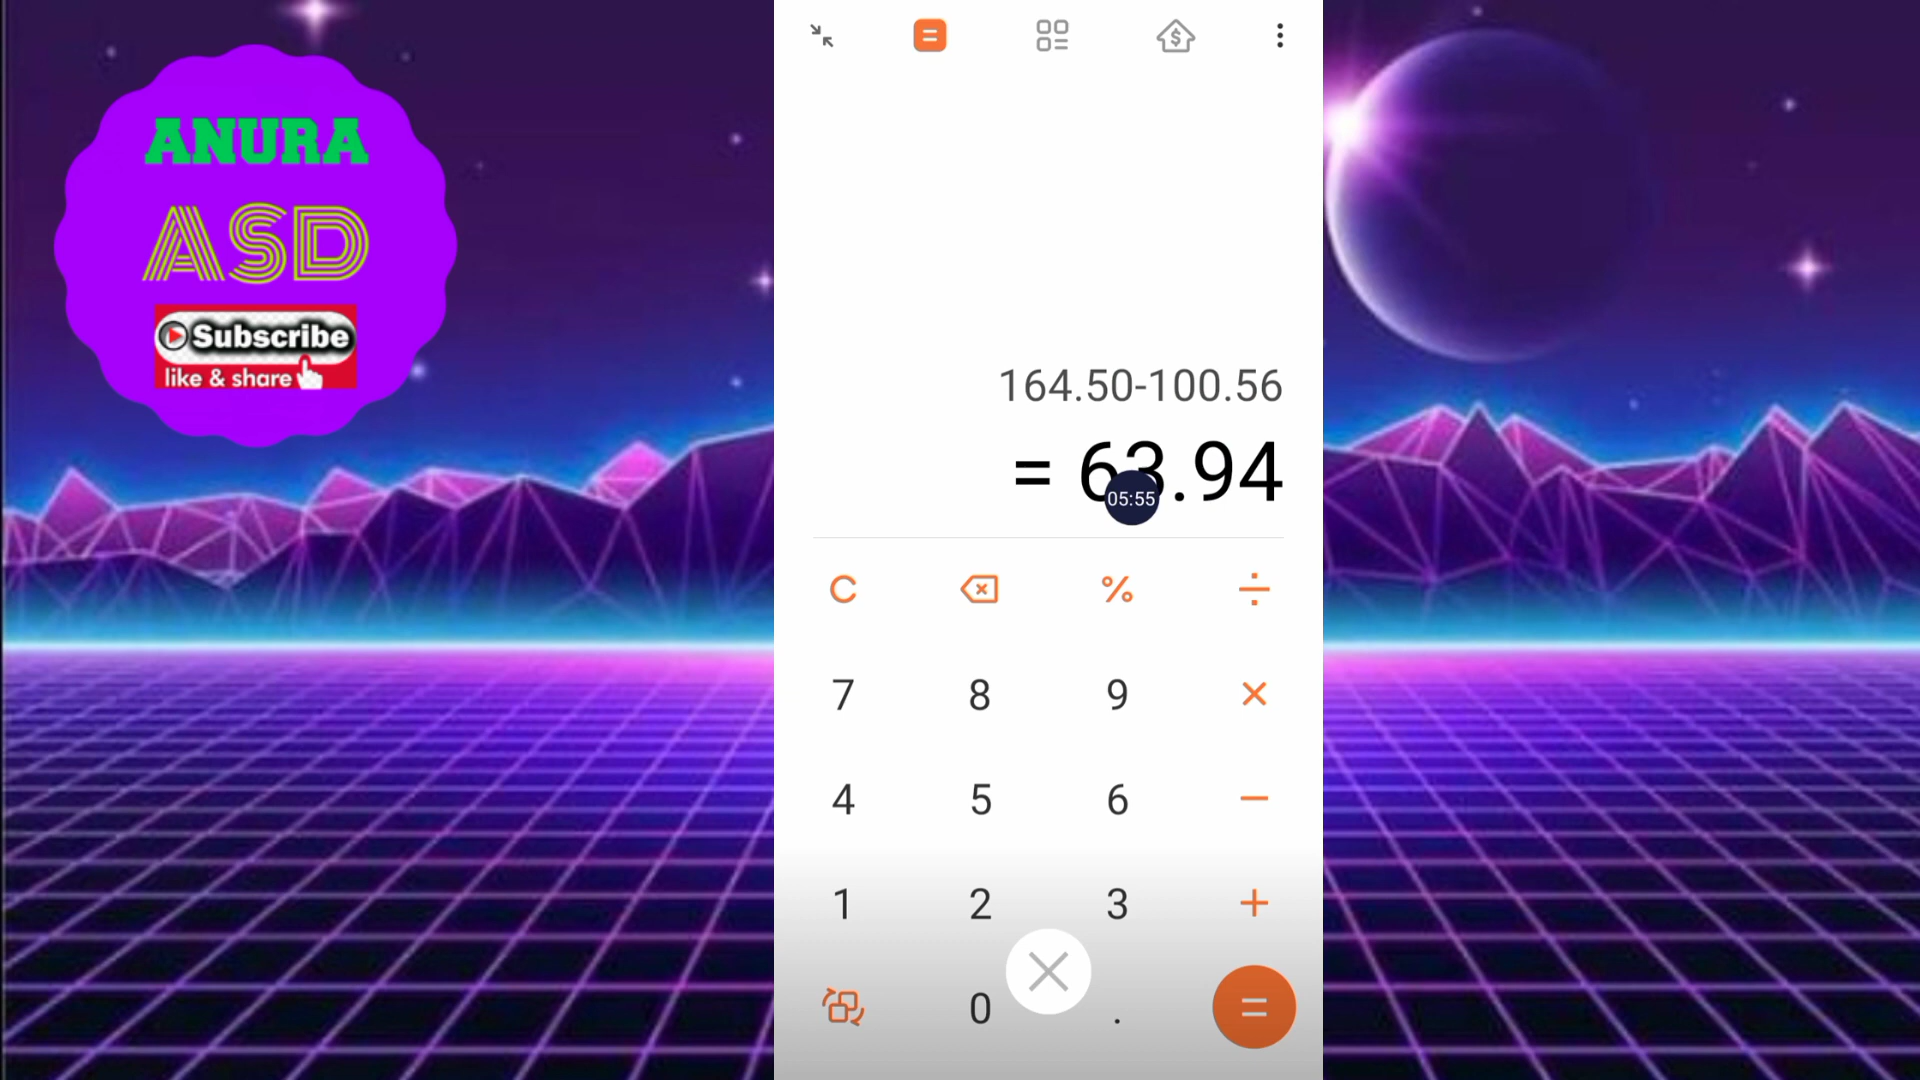 ANURA
ASD
Subscribe
like & share
164.50-100.56
= 63.94
05:55
C % ÷
7 8 9 ×
4 5 6 −
1 2 3 +
0 . =